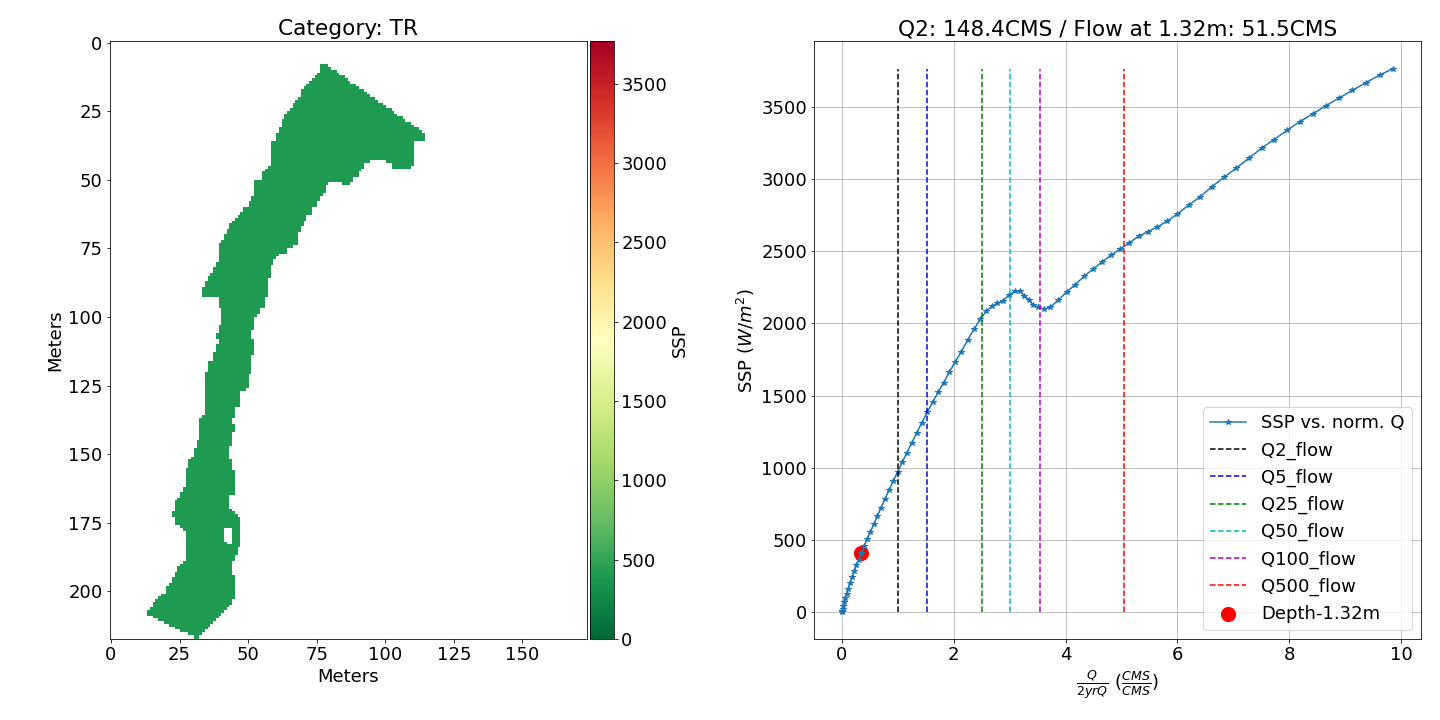 Category: TR
0
25
50
75
100
125
150
175
200
Meters
0
25
50
75
100
125
150
Meters
3500
3000
2500
2000
1500
1000
500
0
SSP
Q2: 148.4CMS / Flow at 1.32m: 51.5CMS
3500
3000
2500
2000
1500
1000
500
0
SSP (W/m²)
SSP vs. norm. Q
Q2_flow
Q5_flow
Q25_flow
Q50_flow
Q100_flow
Q500_flow
Depth-1.32m
0
2
4
6
8
10
Q/2yrQ (CMS/CMS)